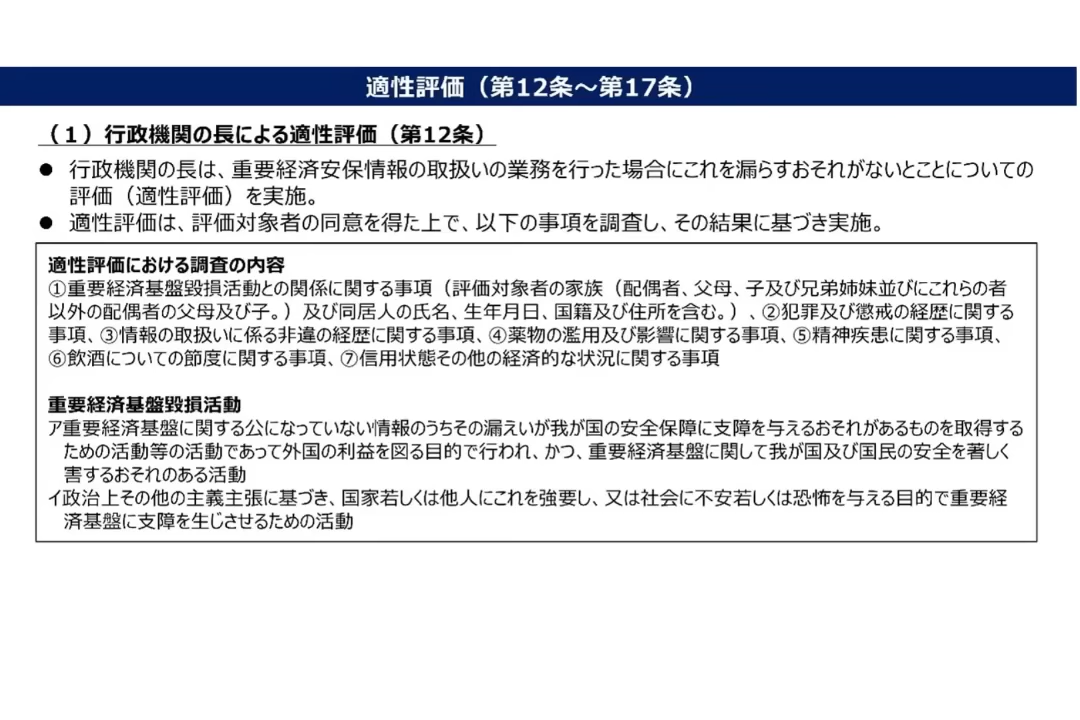 適性評価（第12条～第17条）
（１）行政機関の長による適性評価（第12条）
● 行政機関の長は、重要経済安保情報の取扱いの業務を行った場合にこれを漏らすおそれがないとことについての
評価（適性評価）を実施。
● 適性評価は、評価対象者の同意を得た上で、以下の事項を調査し、その結果に基づき実施。
適性評価における調査の内容
①重要経済基盤毀損活動との関係に関する事項（評価対象者の家族（配偶者、父母、子及び兄弟姉妹並びにこれらの者
以外の配偶者の父母及び子。）及び同居人の氏名、生年月日、国籍及び住所を含む。）、②犯罪及び懲戒の経歴に関する
事項、③情報の取扱いに係る非違の経歴に関する事項、④薬物の濫用及び影響に関する事項、⑤精神疾患に関する事項、
⑥飲酒についての節度に関する事項、⑦信用状態その他の経済的な状況に関する事項
重要経済基盤毀損活動
ア重要経済基盤に関する公になっていない情報のうちその漏えいが我が国の安全保障に支障を与えるおそれがあるものを取得する
ための活動等の活動であって外国の利益を図る目的で行われ、かつ、重要経済基盤に関して我が国及び国民の安全を著しく
害するおそれのある活動
イ政治上その他の主義主張に基づき、国家若しくは他人にこれを強要し、又は社会に不安若しくは恐怖を与える目的で重要経
済基盤に支障を生じさせるための活動